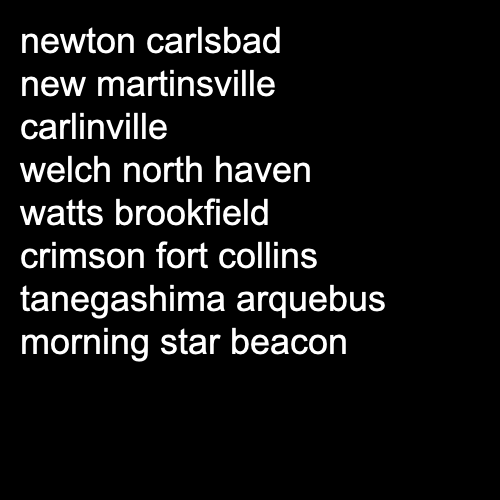 newton carlsbad
new martinsville
carlinville
welch north haven
watts brookfield
crimson fort collins
tanegashima arquebus
morning star beacon